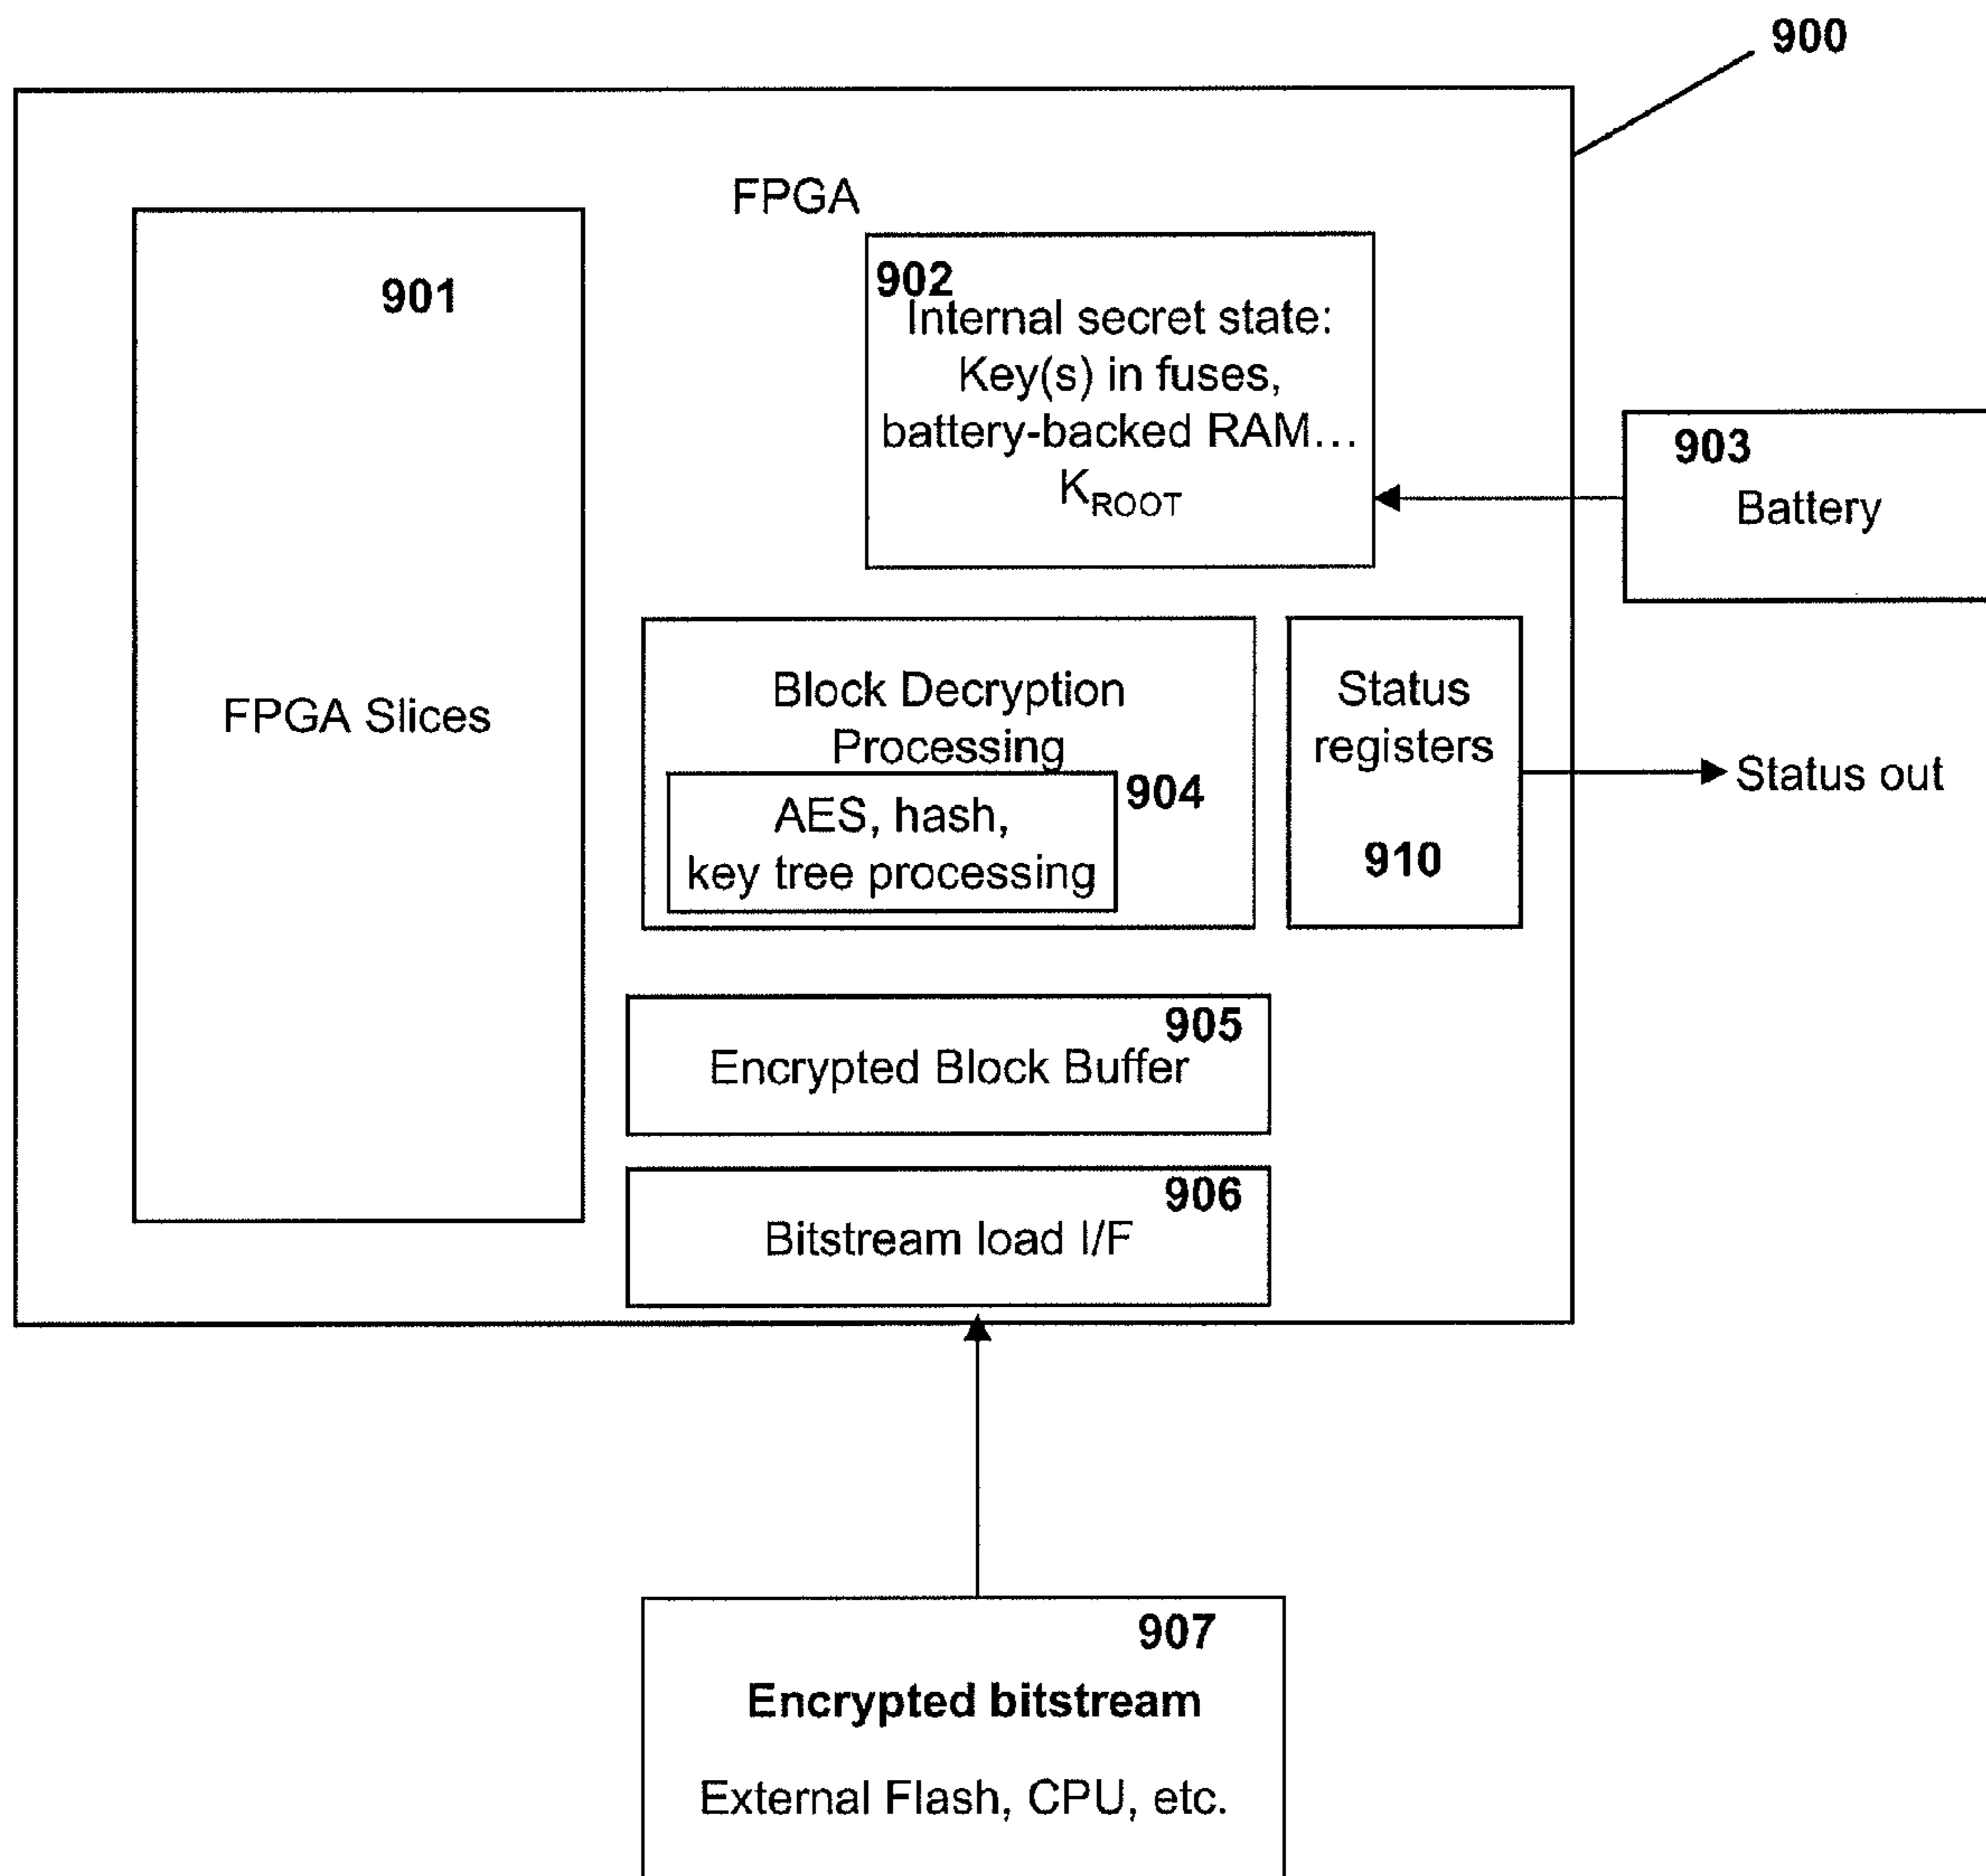 900
FPGA
901
FPGA Slices
902
Internal secret state:
Key(s) in fuses,
battery-backed RAM...
K_ROOT
903
Battery
Block Decryption
Processing
904
AES, hash,
key tree processing
Status
registers
910
Status out
905
Encrypted Block Buffer
906
Bitstream load I/F
907
Encrypted bitstream
External Flash, CPU, etc.